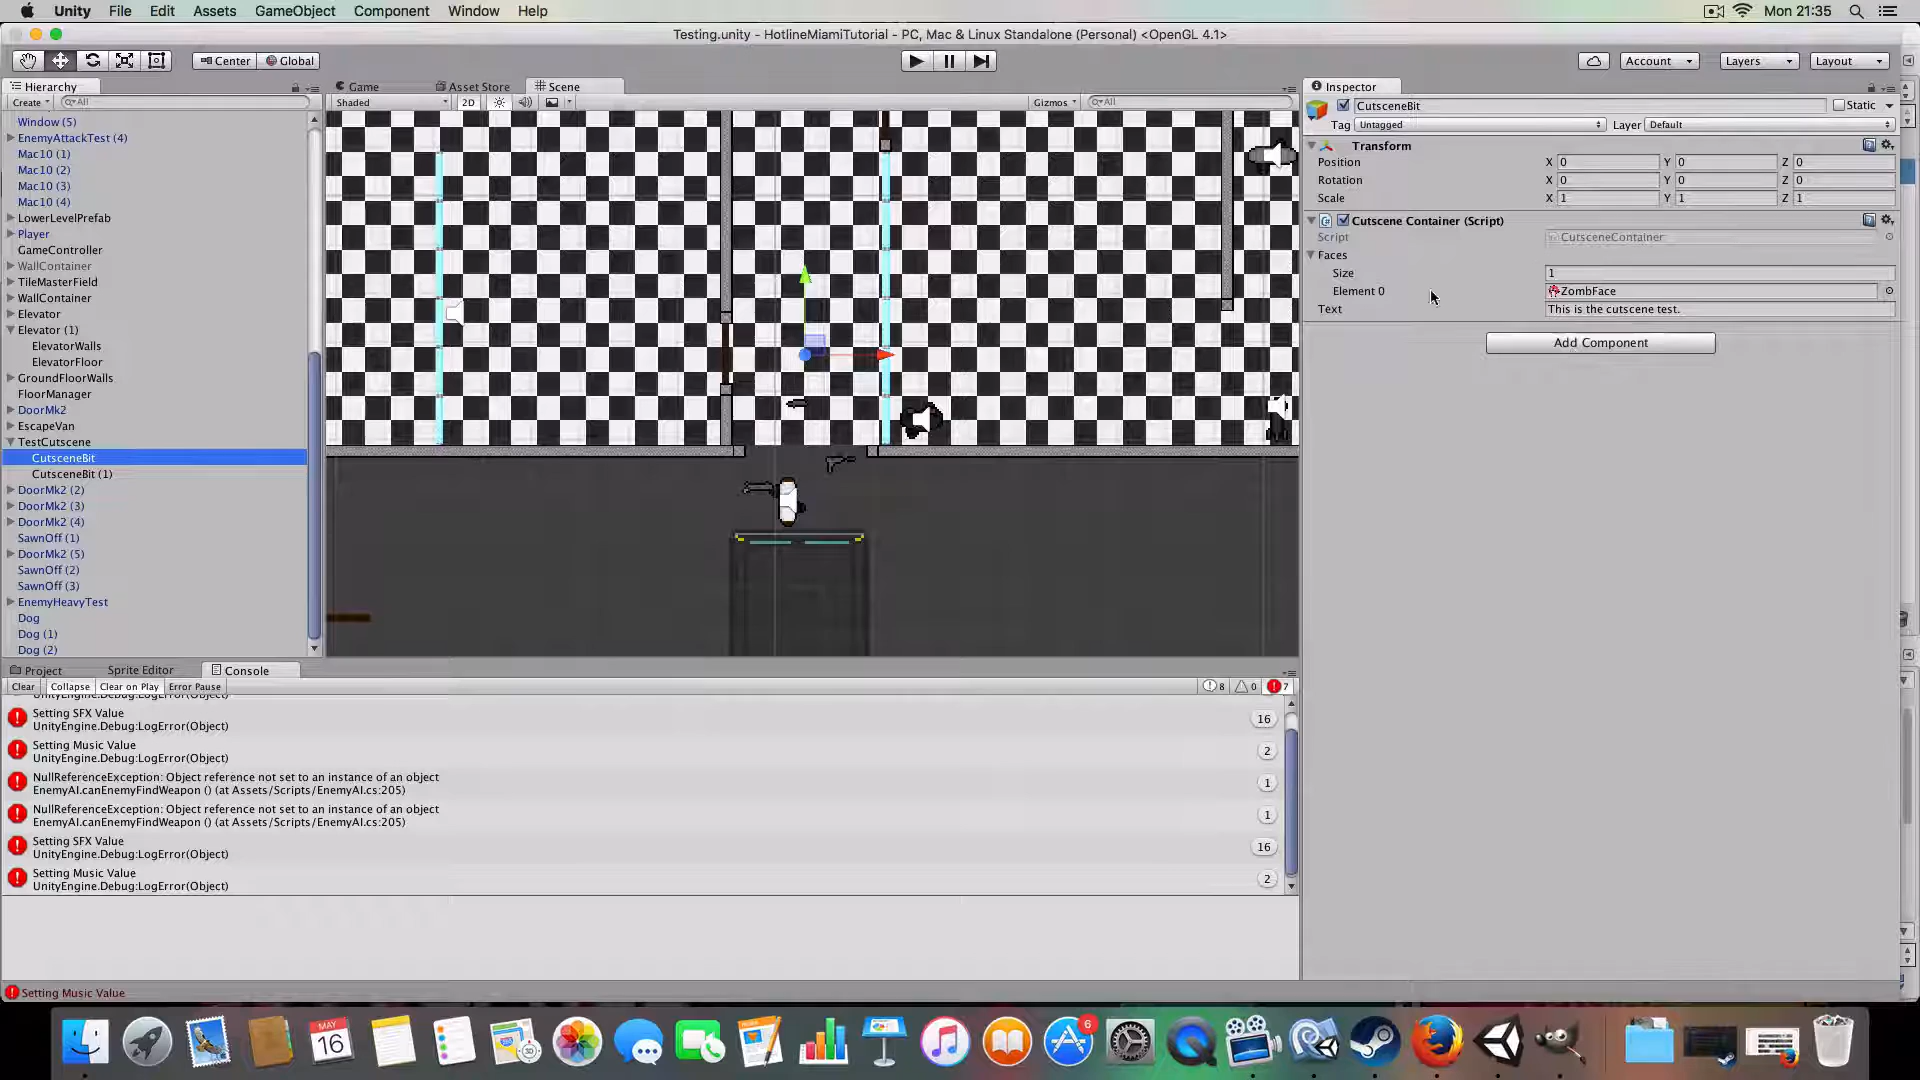 Unity File Edit Assets GameObject Component Window Help Mon 21:35
Testing.unity - HotlineMiamiTutorial - PC, Mac & Linux Standalone (Personal) <OpenGL 4.1>
Center Global Account Layers Layout
Hierarchy Game Asset Store Scene Inspector
Create All Shaded 2D Gizmos All
CutsceneBit Static
Tag Untagged Layer Default
Transform
Position X 0 Y 0 Z 0
Rotation X 0 Y 0 Z 0
Scale X 1 Y 1 Z 1
Cutscene Container (Script)
Script CutsceneContainer
Faces
Size 1
Element 0 ZombFace
Text This is the cutscene test.
Add Component
Window (5)
EnemyAttackTest (4)
Mac10 (1)
Mac10 (2)
Mac10 (3)
Mac10 (4)
LowerLevelPrefab
Player
GameController
WallContainer
TileMasterField
WallContainer
Elevator
Elevator (1)
ElevatorWalls
ElevatorFloor
GroundFloorWalls
FloorManager
DoorMk2
EscapeVan
TestCutscene
CutsceneBit
CutsceneBit (1)
DoorMk2 (2)
DoorMk2 (3)
DoorMk2 (4)
SawnOff (1)
DoorMk2 (5)
SawnOff (2)
SawnOff (3)
EnemyHeavyTest
Dog
Dog (1)
Dog (2)
Project Sprite Editor Console
Clear Collapse Clear on Play Error Pause 8 0 7
UnityEngine.Debug:LogError(Object)
Setting SFX Value
UnityEngine.Debug:LogError(Object) 16
Setting Music Value
UnityEngine.Debug:LogError(Object) 2
NullReferenceException: Object reference not set to an instance of an object
EnemyAI.canEnemyFindWeapon () (at Assets/Scripts/EnemyAI.cs:205) 1
NullReferenceException: Object reference not set to an instance of an object
EnemyAI.canEnemyFindWeapon () (at Assets/Scripts/EnemyAI.cs:205) 1
Setting SFX Value
UnityEngine.Debug:LogError(Object) 16
Setting Music Value
UnityEngine.Debug:LogError(Object) 2
Setting Music Value
MAY
16
6